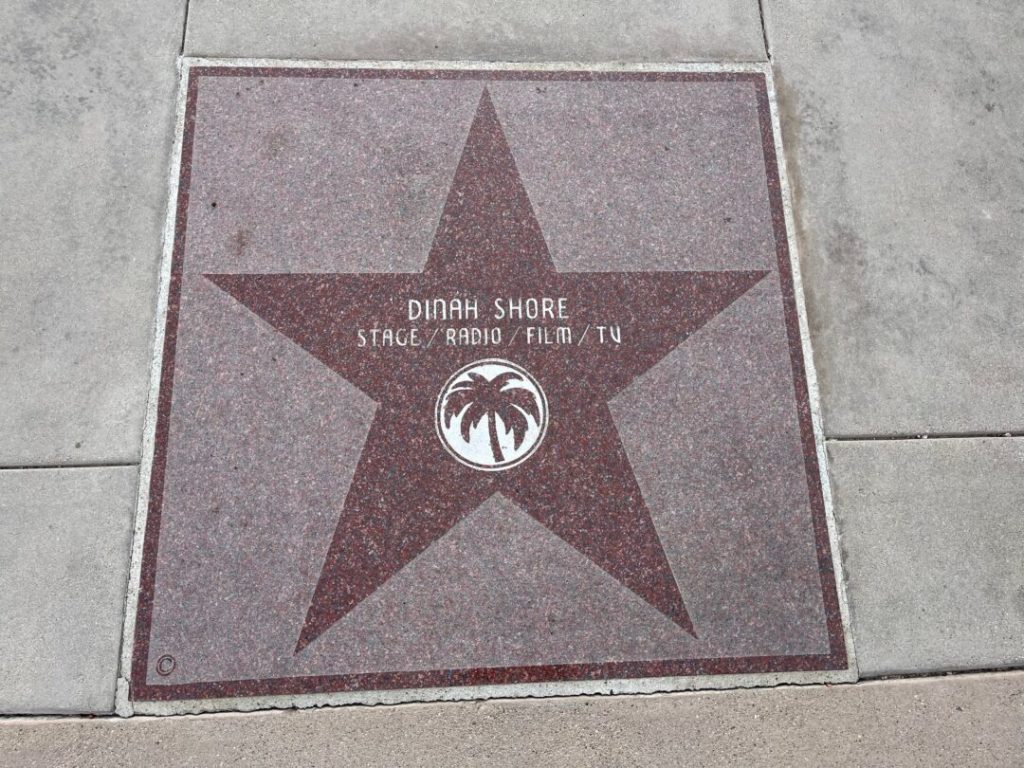 DINAH SHORE
STAGE / RADIO / FILM / TV
©